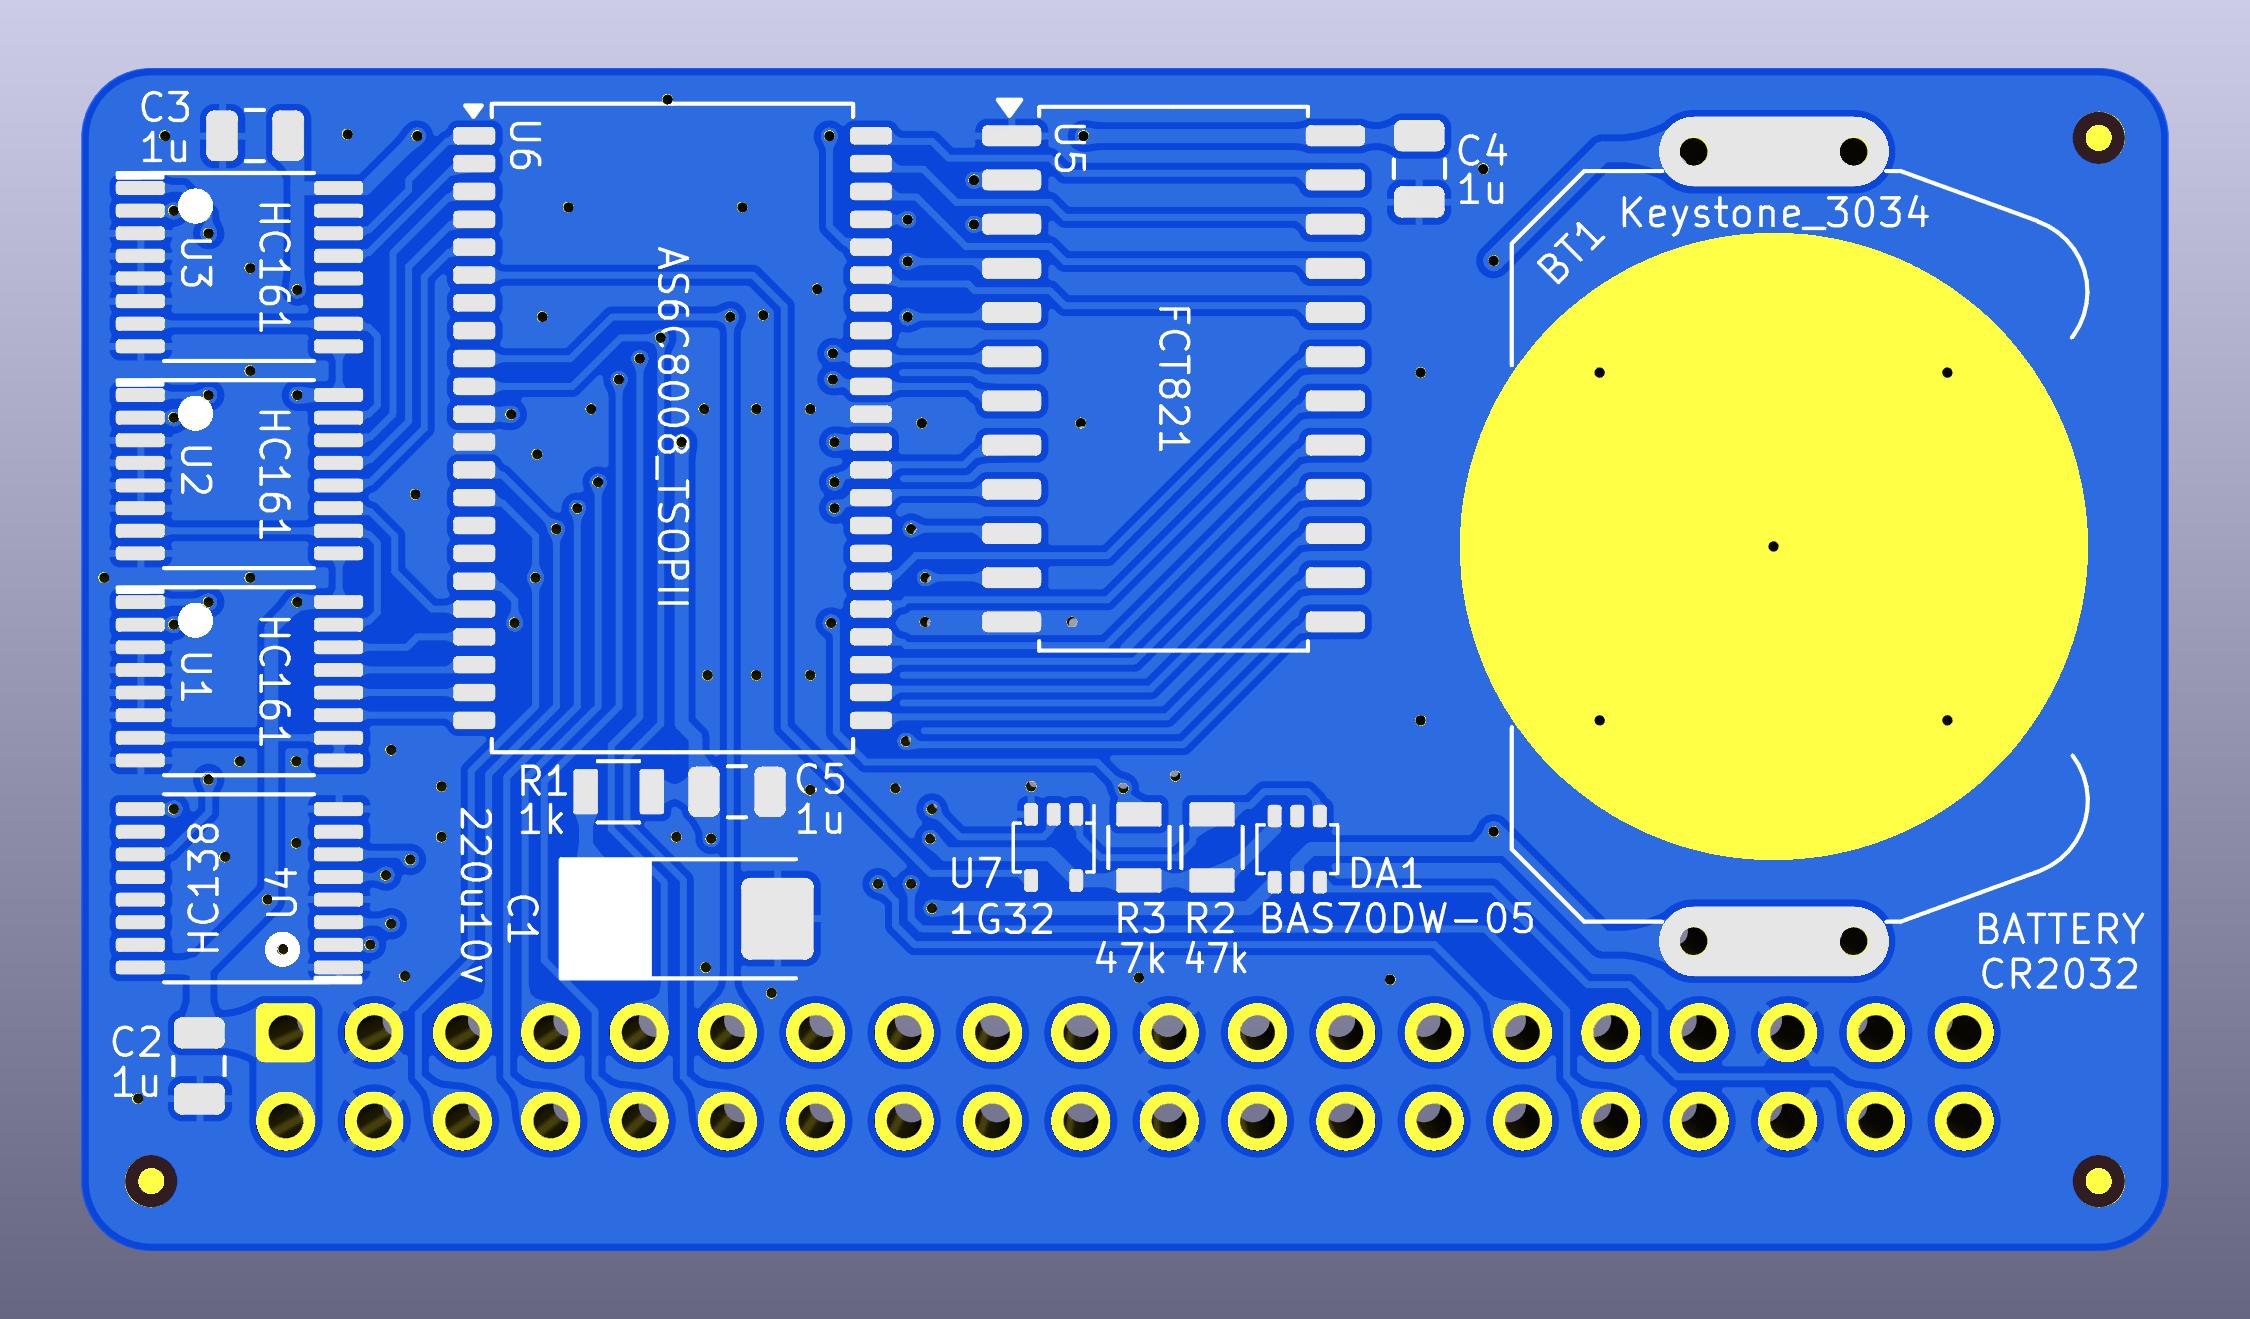 C3
1u
U3
HC161
U2
HC161
U1
HC161
HC138
U4
C2
1u
U6
AS6C8008_TSOPII
U5
FCT821
C4
1u
Keystone_3034
BT1
R1
1k
C5
1u
220u10v
C1
U7
1G32
R3
47k
R2
47k
DA1
BAS70DW-05
BATTERY
CR2032